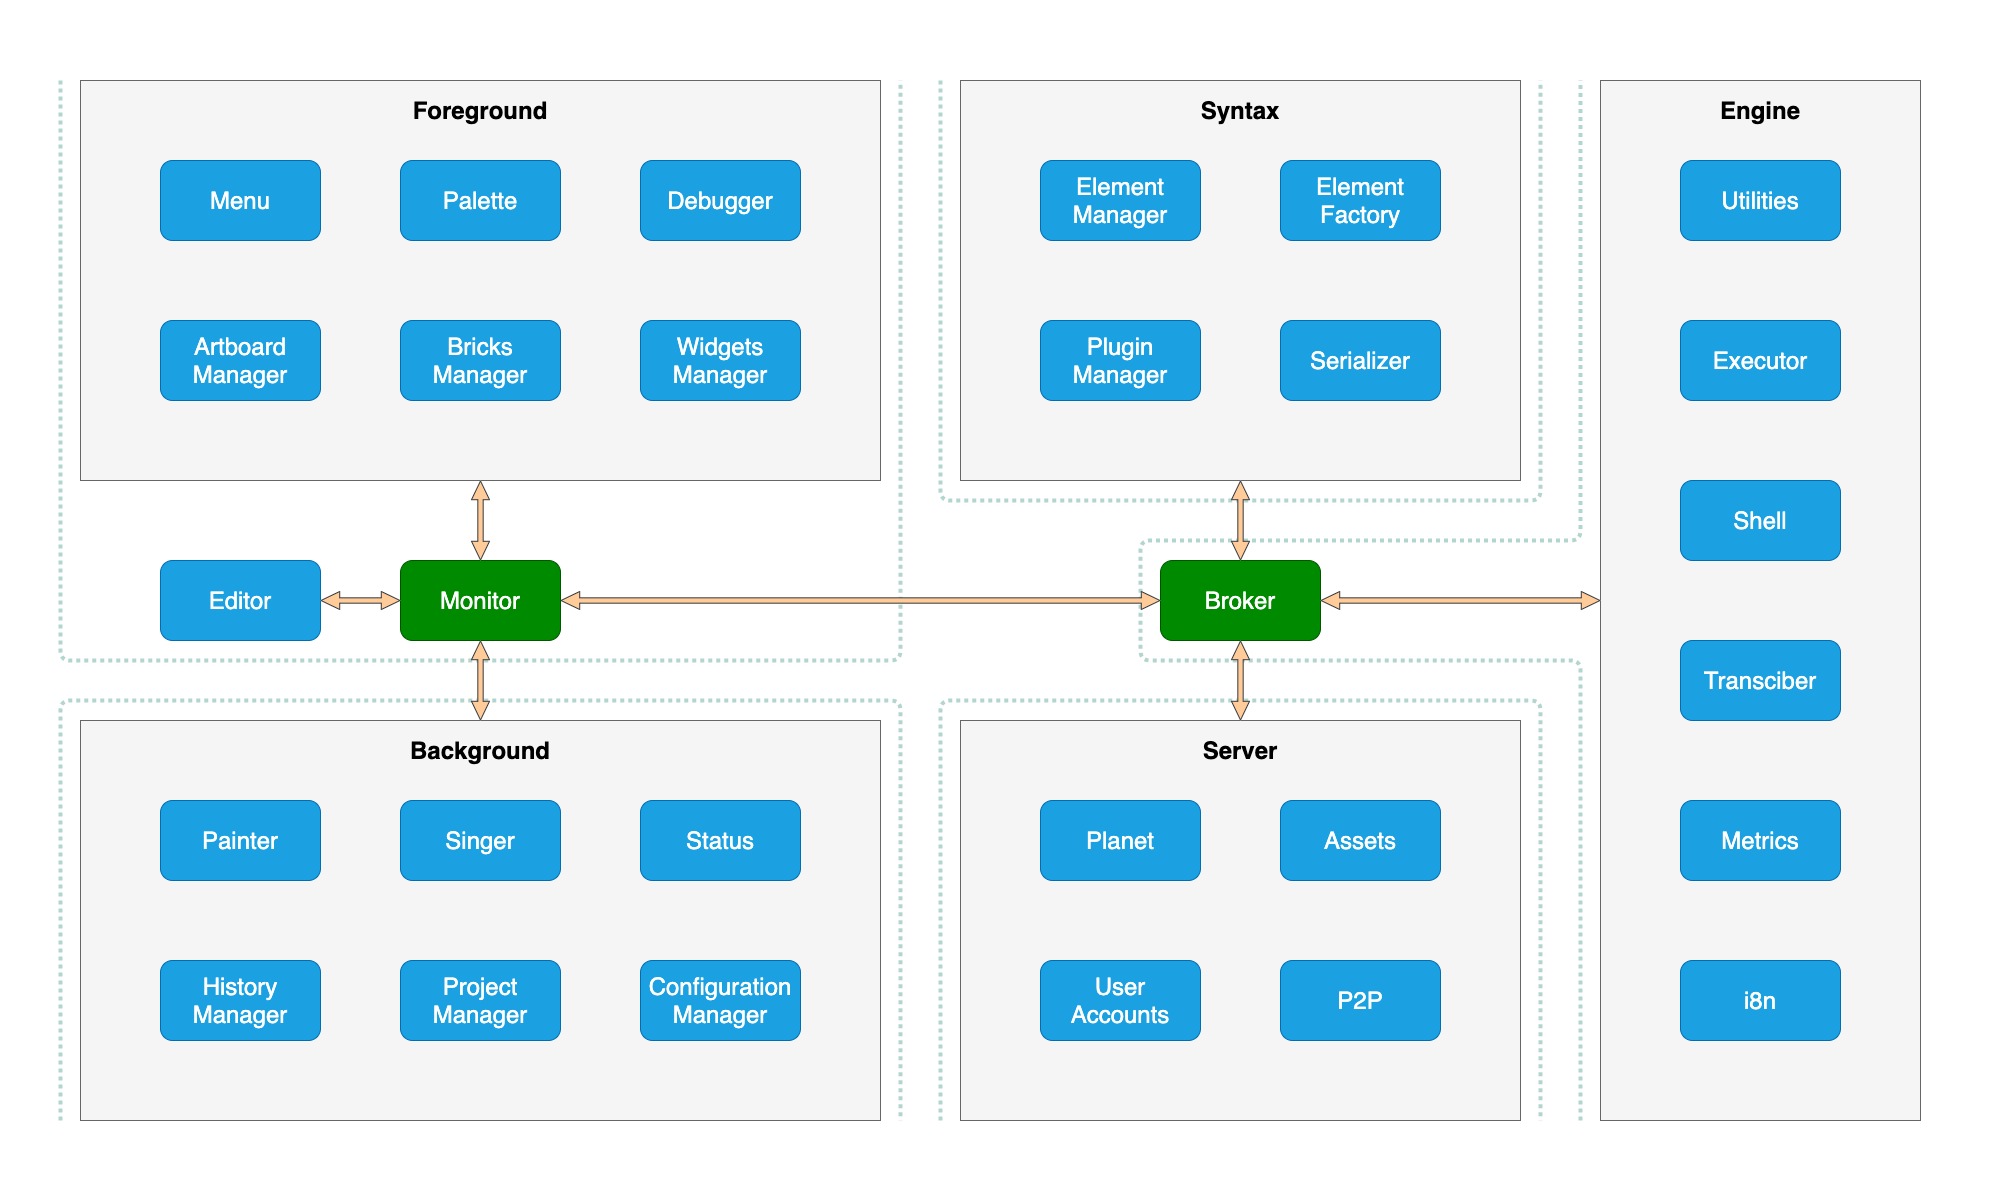 Foreground
Menu
Palette
Debugger
Artboard
Manager
Bricks
Manager
Widgets
Manager
Syntax
Element
Manager
Element
Factory
Plugin
Manager
Serializer
Engine
Utilities
Executor
Shell
Transciber
Metrics
i8n
Editor
Monitor
Broker
Background
Painter
Singer
Status
History
Manager
Project
Manager
Configuration
Manager
Server
Planet
Assets
User
Accounts
P2P